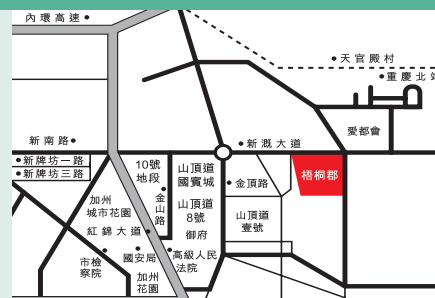 內環高速
天官殿村
重慶北站
愛都會
新南路
新溉大道
新牌坊一路
新牌坊三路
10號
地段
山頂道
國賓城
金頂路
梧桐郡
加州
城市花園
金山路
山頂道
8號
御府
山頂道
壹號
紅錦大道
市檢
察院
國安局
高級人民
法院
加州
花園